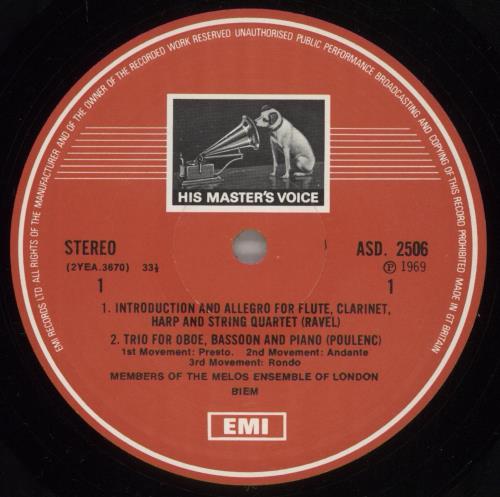 EMI RECORDS LTD ALL RIGHTS OF THE MANUFACTURER AND OF THE OWNER OF THE RECORDED WORK RESERVED UNAUTHORISED PUBLIC PERFORMANCE BROADCASTING AND COPYING OF THIS RECORD PROHIBITED MADE IN GT BRITAIN
HIS MASTER'S VOICE
STEREO ASD. 2506
(2YEA.3670) 33⅓ Ⓟ 1969
1 1
1. INTRODUCTION AND ALLEGRO FOR FLUTE, CLARINET,
HARP AND STRING QUARTET (RAVEL)
2. TRIO FOR OBOE, BASSOON AND PIANO (POULENC)
1st Movement: Presto. 2nd Movement: Andante
3rd Movement: Rondo
MEMBERS OF THE MELOS ENSEMBLE OF LONDON
BIEM
EMI